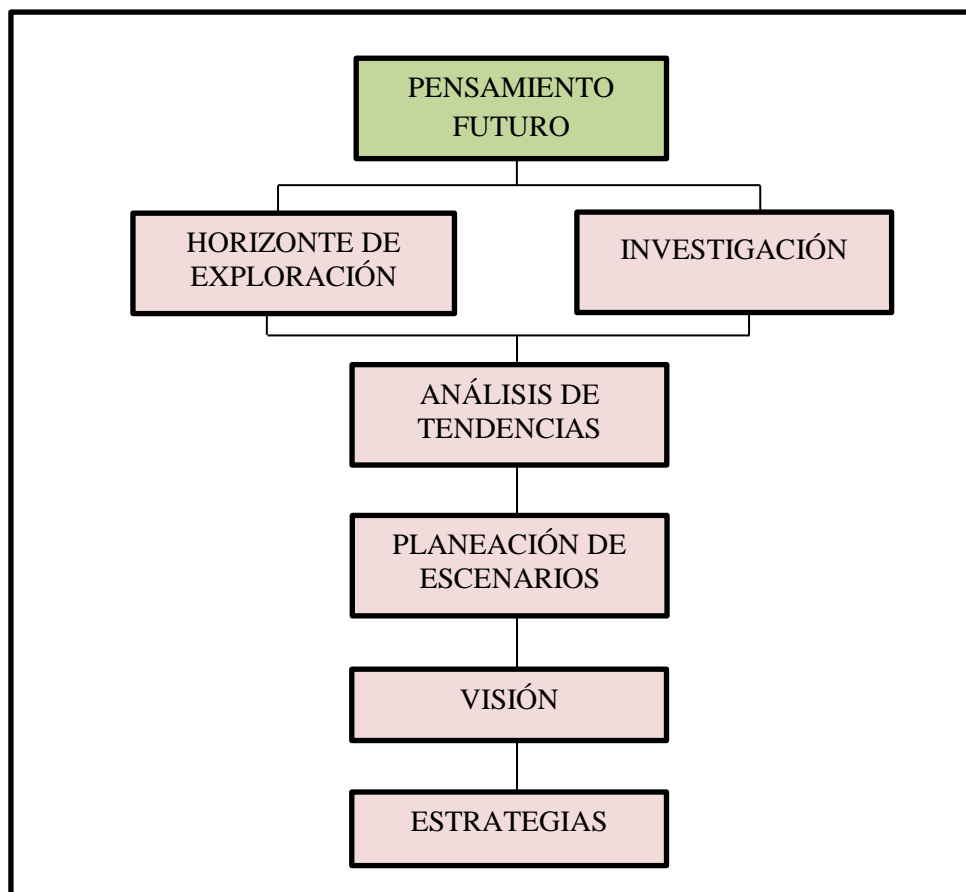 PENSAMIENTO
FUTURO
HORIZONTE DE
EXPLORACIÓN
INVESTIGACIÓN
ANÁLISIS DE
TENDENCIAS
PLANEACIÓN DE
ESCENARIOS
VISIÓN
ESTRATEGIAS